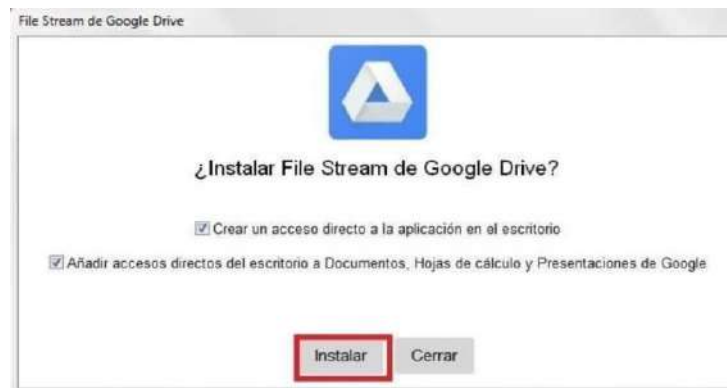 File Stream de Google Drive
¿Instalar File Stream de Google Drive?
Crear un acceso directo a la aplicación en el escritorio
Añadir accesos directos del escritorio a Documentos, Hojas de cálculo y Presentaciones de Google
Instalar Cerrar